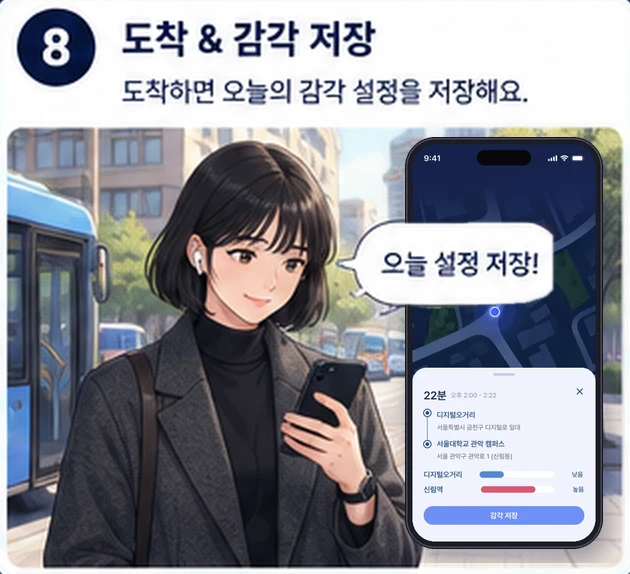 8
도착 & 감각 저장
도착하면 오늘의 감각 설정을 저장해요.
9:41
오늘 설정 저장!
22분 오후 2:00 - 2:22
디지털오거리
서울특별시 금천구 디지털로 일대
서울대학교 관악 캠퍼스
서울 관악구 관악로 1 (신림동)
디지털오거리 낮음
신림역 높음
감각 저장